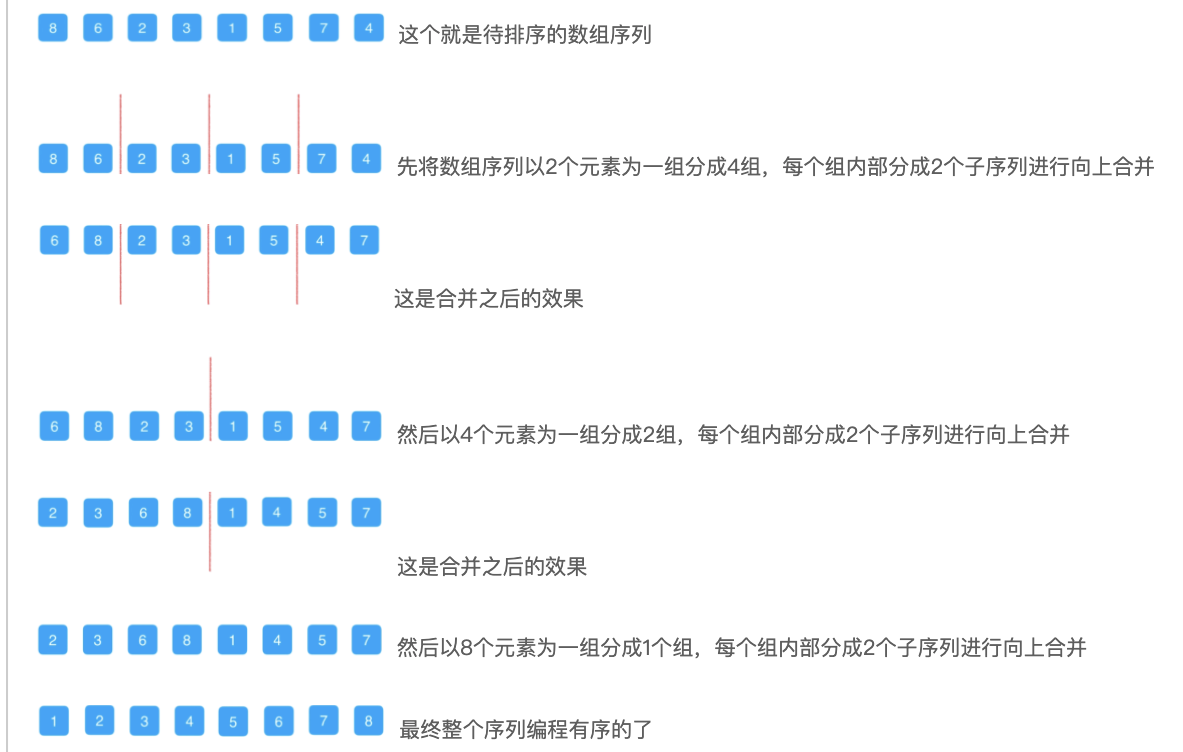 8 6 2 3 1 5 7 4 这个就是待排序的数组序列
8 6 2 3 1 5 7 4 先将数组序列以2个元素为一组分成4组，每个组内部分成2个子序列进行向上合并
6 8 2 3 1 5 4 7
这是合并之后的效果
6 8 2 3 1 5 4 7 然后以4个元素为一组分成2组，每个组内部分成2个子序列进行向上合并
2 3 6 8 1 4 5 7
这是合并之后的效果
2 3 6 8 1 4 5 7 然后以8个元素为一组分成1个组，每个组内部分成2个子序列进行向上合并
1 2 3 4 5 6 7 8 最终整个序列编程有序的了